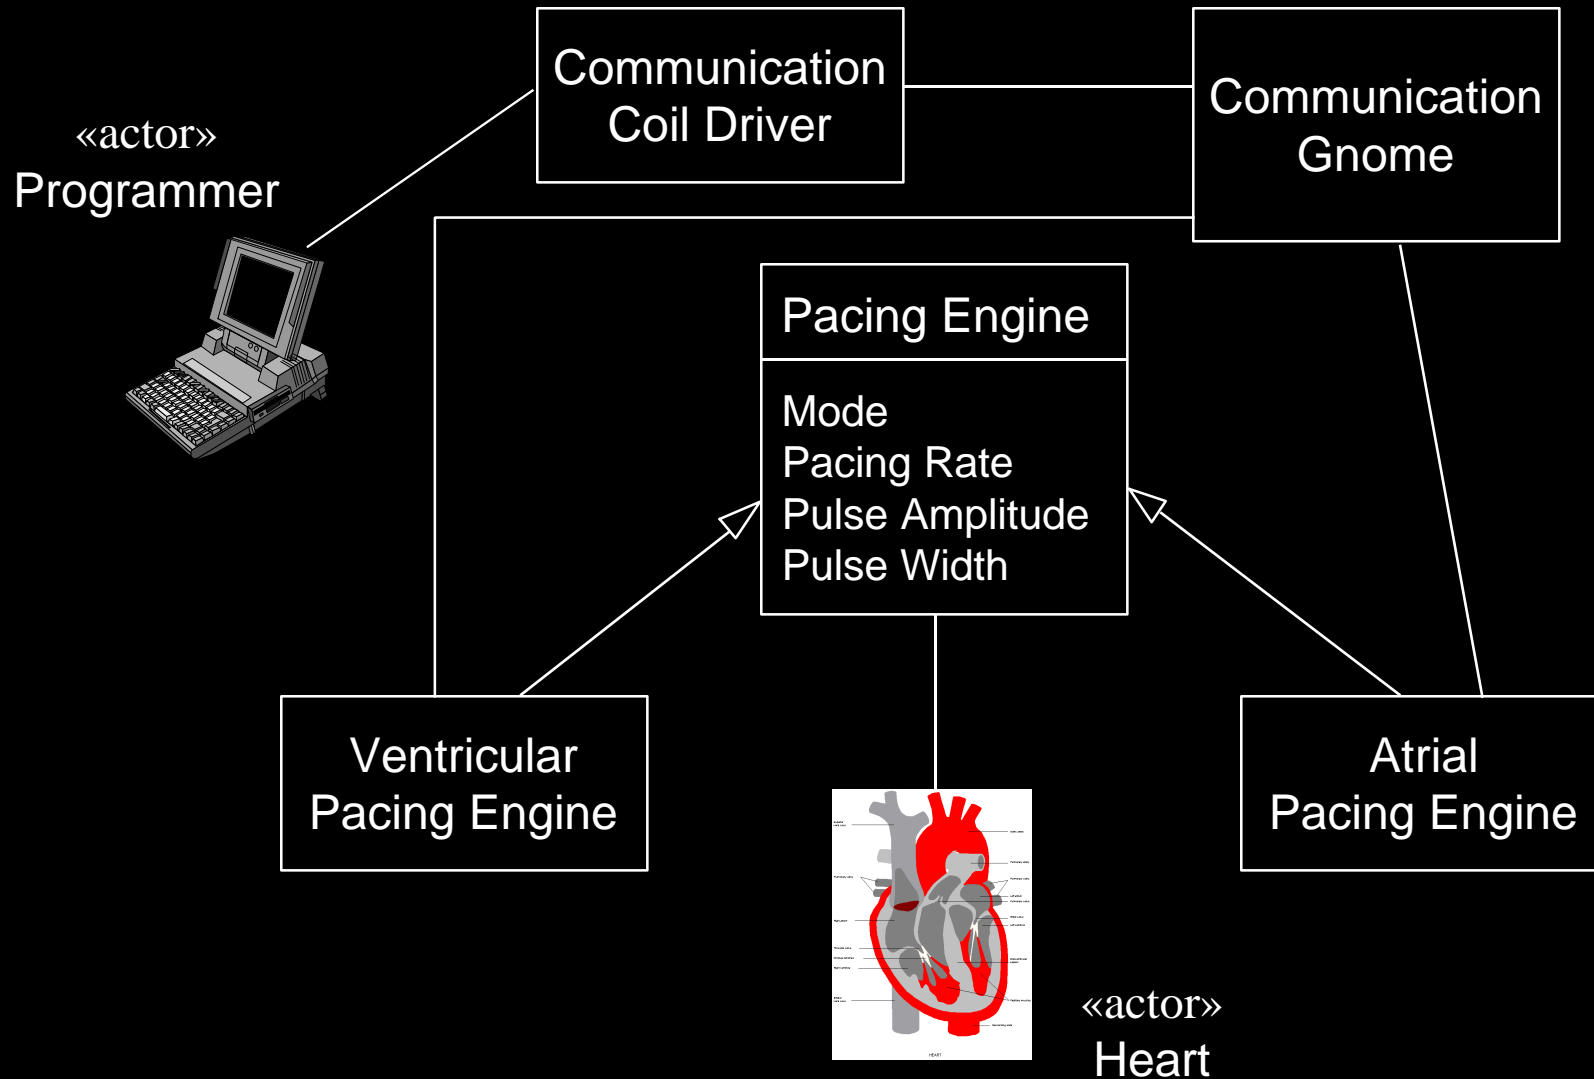 Communication
Coil Driver
Communication
Gnome
«actor»
Programmer
Pacing Engine
Mode
Pacing Rate
Pulse Amplitude
Pulse Width
Ventricular
Pacing Engine
Atrial
Pacing Engine
HEART
«actor»
Heart